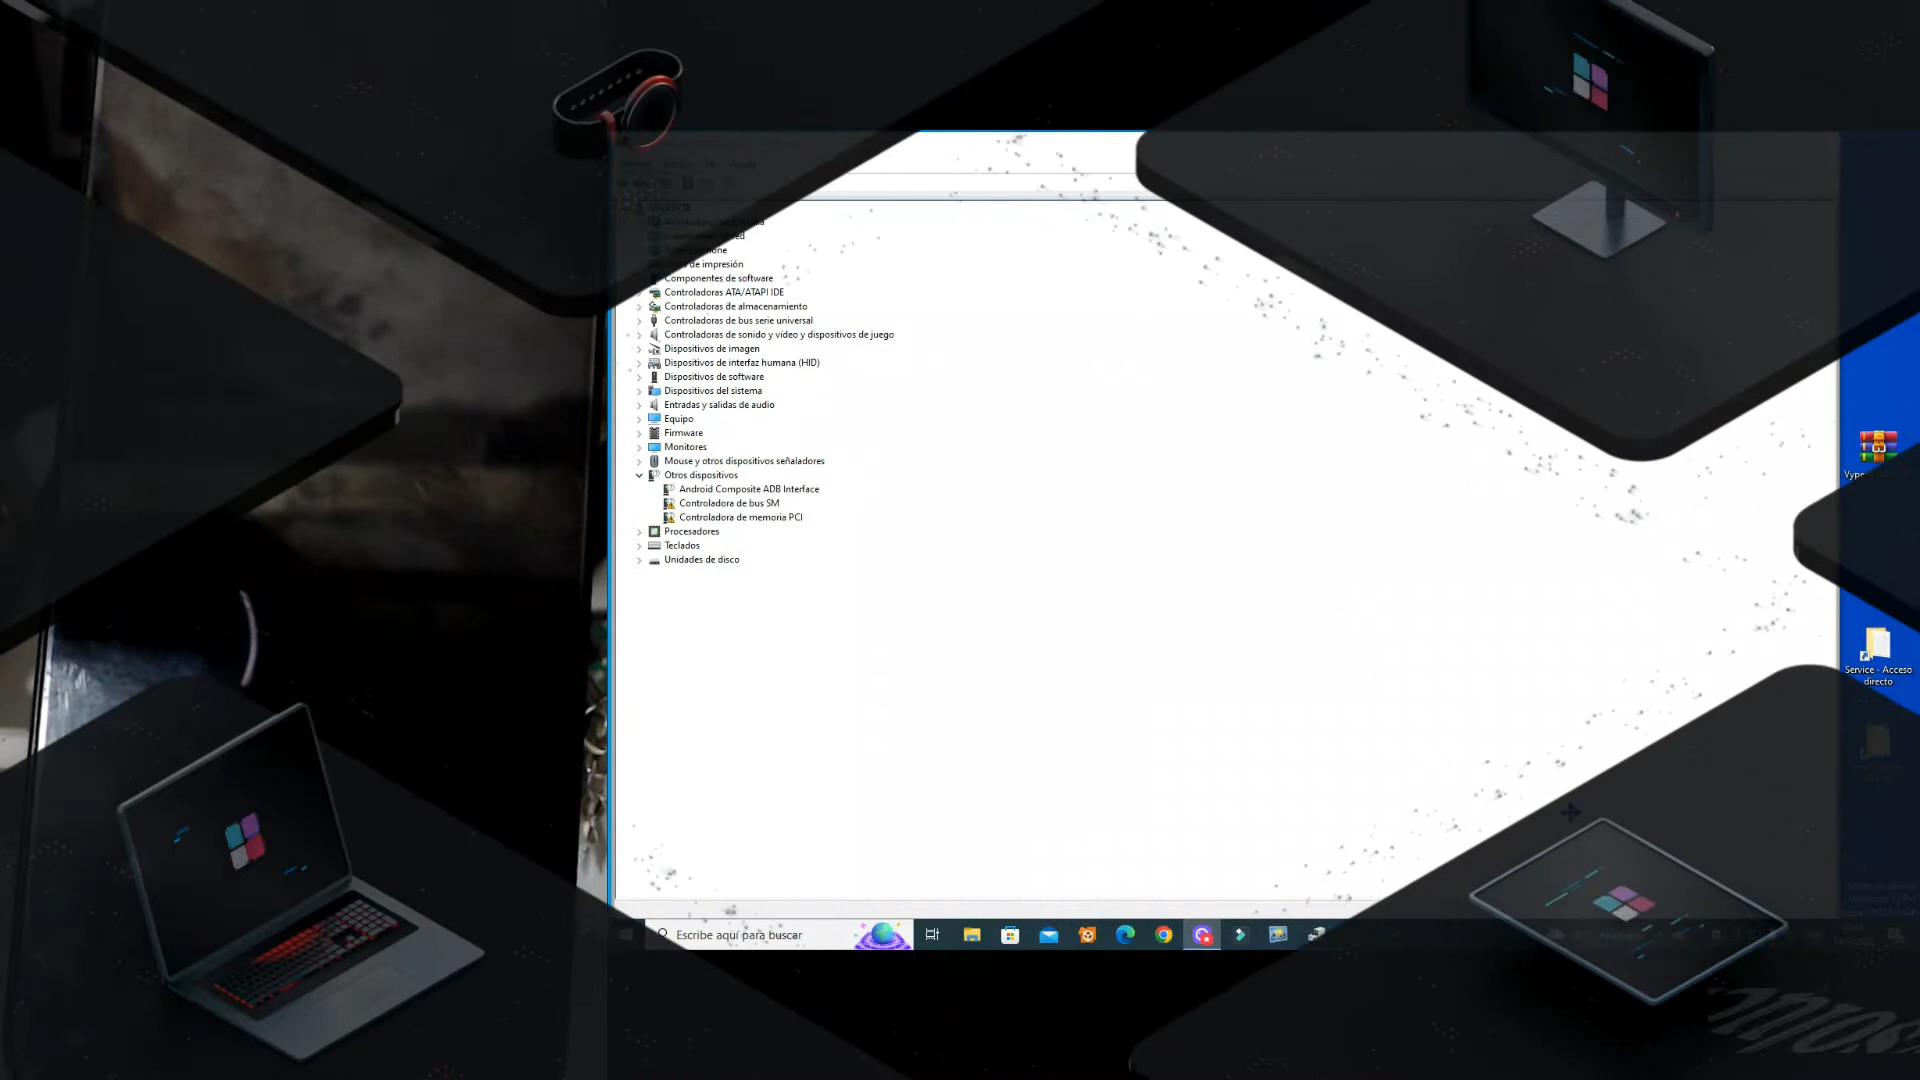 Ayuda
de impresión
Componentes de software
Controladoras ATA/ATAPI IDE
Controladoras de almacenamiento
Controladoras de bus serie universal
Controladoras de sonido y vídeo y dispositivos de juego
Dispositivos de imagen
Dispositivos de interfaz humana (HID)
Dispositivos de software
Dispositivos del sistema
Entradas y salidas de audio
Equipo
Firmware
Monitores
Mouse y otros dispositivos señaladores
Otros dispositivos
Android Composite ADB Interface
Controladora de bus SM
Controladora de memoria PCI
Procesadores
Teclados
Unidades de disco
Service - Acceso
directo
Escribe aquí para buscar